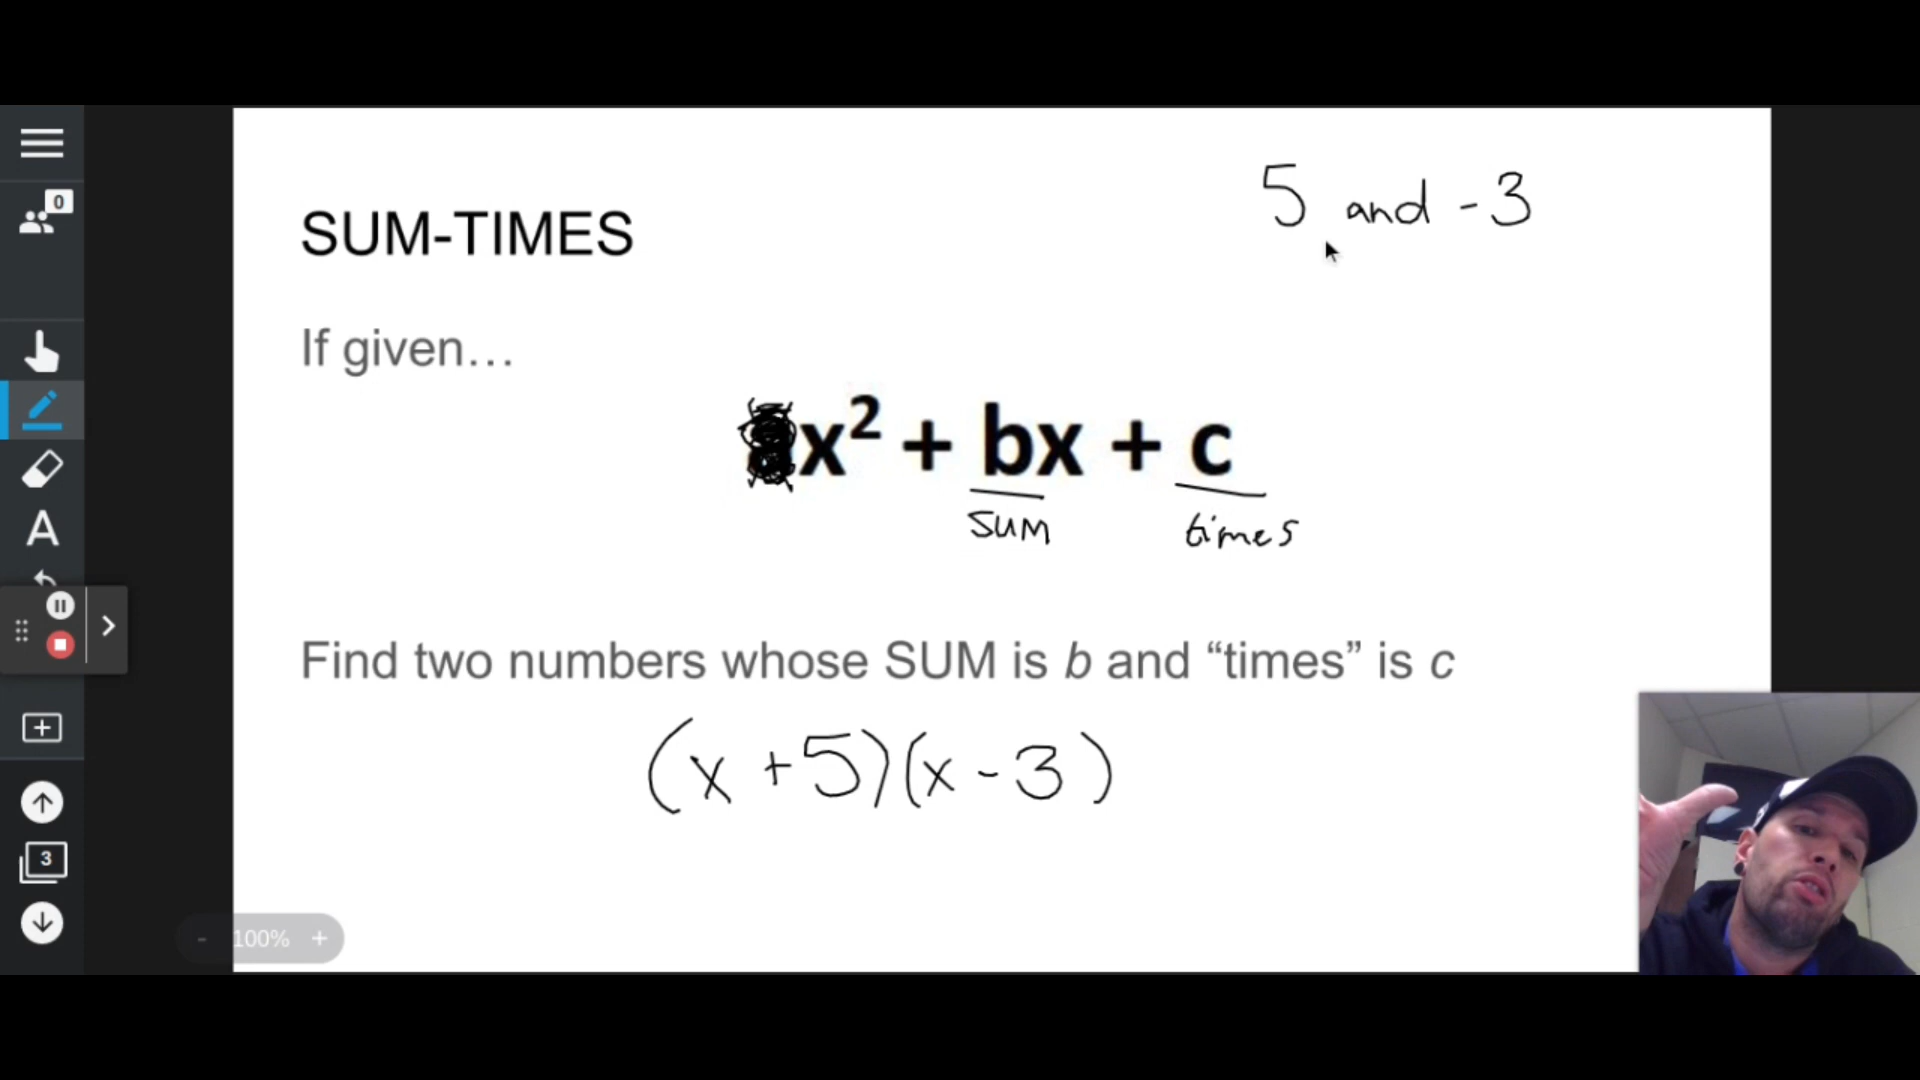 0
5 and -3
SUM-TIMES
If given…
x² + bx + c
sum times
A
Find two numbers whose SUM is b and “times” is c
(x +5)(x - 3)
3
- 100% +